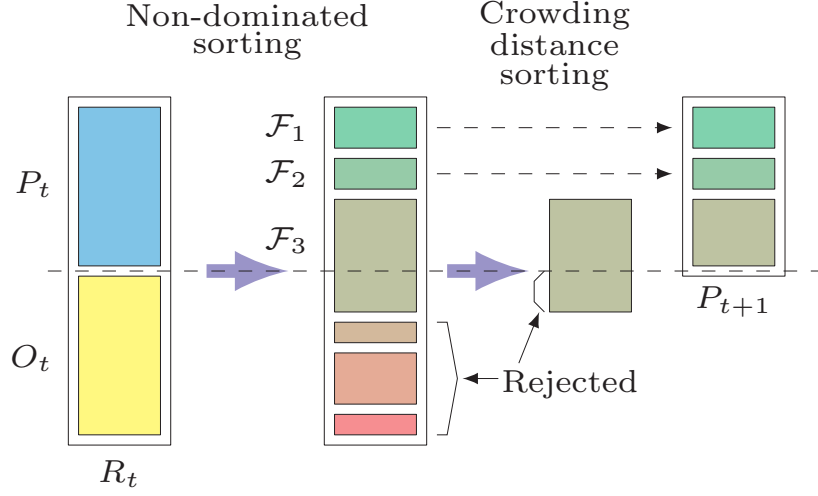 Non-dominated
sorting
Crowding
distance
sorting
P_t
O_t
R_t
ℱ_1
ℱ_2
ℱ_3
Rejected
P_{t+1}